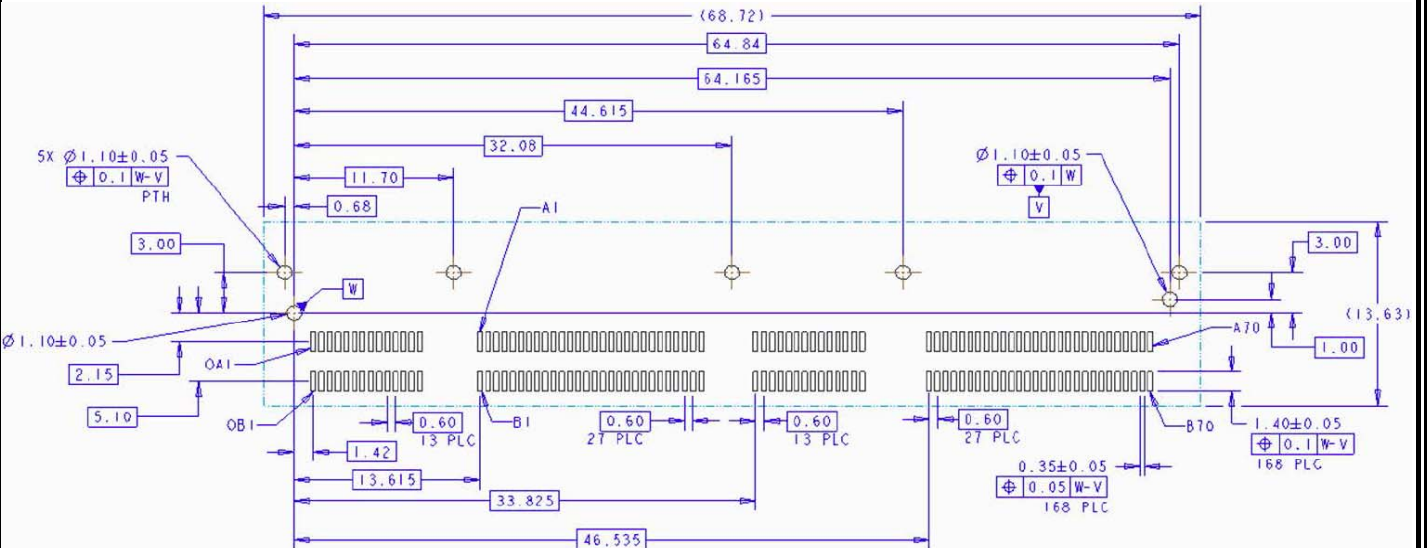 (68.72)
64.84
64.165
44.615
32.08
5X Ø1.10±0.05
⌖ 0.1 W-V
PTH
11.70
0.68
A1
Ø1.10±0.05
⌖ 0.1 W
V
3.00
3.00
W
(13.63)
Ø1.10±0.05
0A1
A70
1.00
2.15
5.10
0B1
0.60
13 PLC
B1
0.60
27 PLC
0.60
13 PLC
0.60
27 PLC
B70
1.40±0.05
⌖ 0.1 W-V
168 PLC
1.42
13.615
0.35±0.05
⌖ 0.05 W-V
168 PLC
33.825
46.535